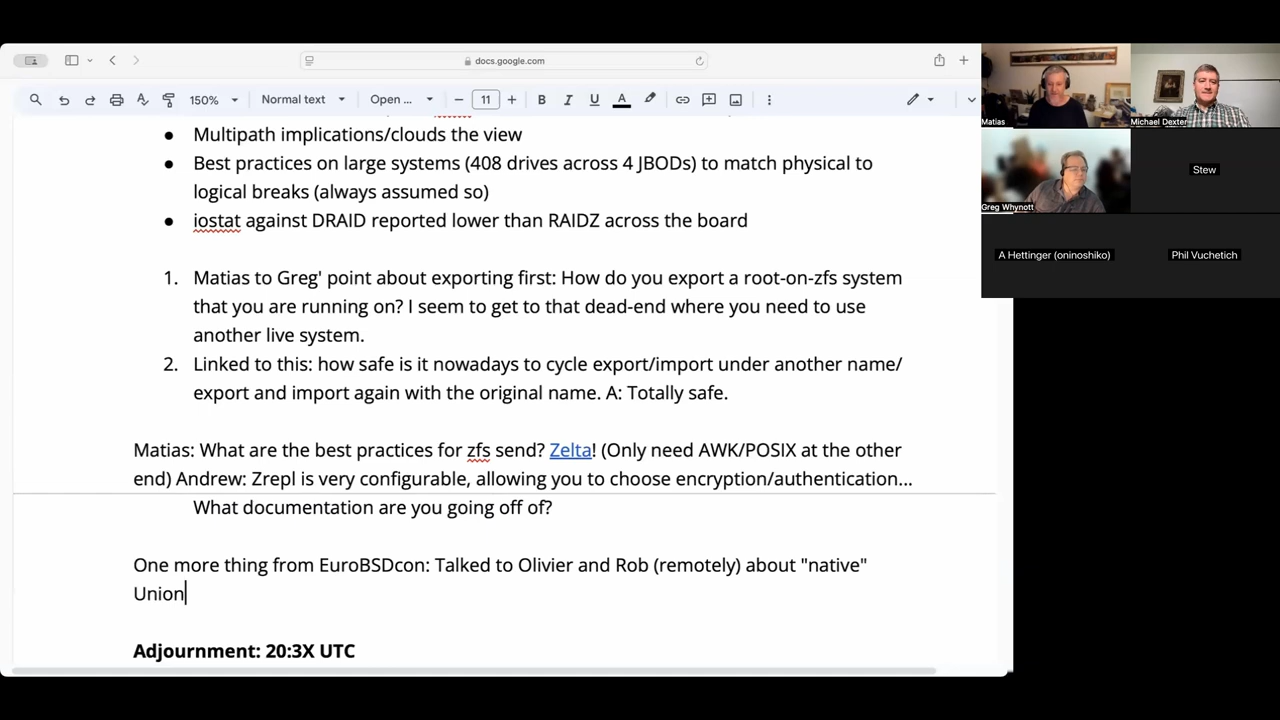 docs.google.com
150%
Normal text
Open ...
11
B
I
U
A
Multipath implications/clouds the view
Best practices on large systems (408 drives across 4 JBODs) to match physical to
logical breaks (always assumed so)
iostat against DRAID reported lower than RAIDZ across the board
1. Matias to Greg' point about exporting first: How do you export a root-on-zfs system
that you are running on? I seem to get to that dead-end where you need to use
another live system.
2. Linked to this: how safe is it nowadays to cycle export/import under another name/
export and import again with the original name. A: Totally safe.
Matias: What are the best practices for zfs send? Zelta! (Only need AWK/POSIX at the other
end) Andrew: Zrepl is very configurable, allowing you to choose encryption/authentication...
What documentation are you going off of?
One more thing from EuroBSDcon: Talked to Olivier and Rob (remotely) about "native"
Union
Adjournment: 20:3X UTC
Matias
Michael Dexter
Greg Whynott
Stew
A Hettinger (oninoshiko)
Phil Vuchetich